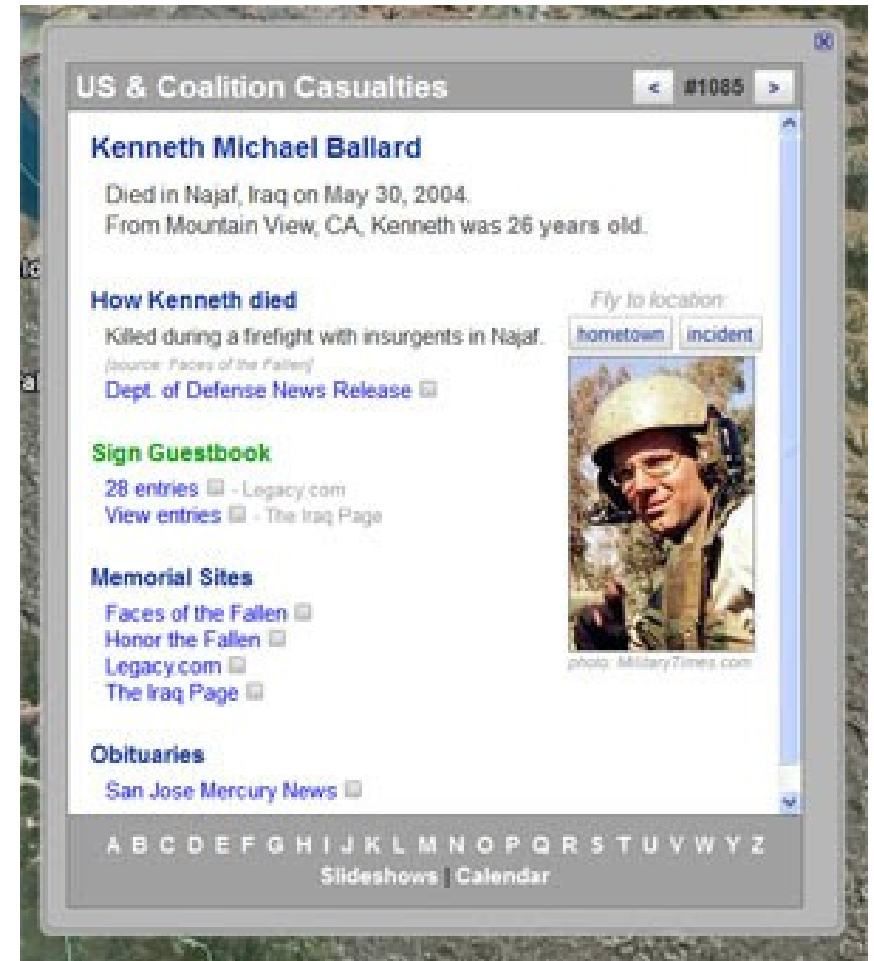 US & Coalition Casualties
< #1085 >
Kenneth Michael Ballard
Died in Najaf, Iraq on May 30, 2004.
From Mountain View, CA, Kenneth was 26 years old.
How Kenneth died
Fly to location:
Killed during a firefight with insurgents in Najaf.
hometown incident
[source: Faces of the Fallen]
Dept. of Defense News Release
Sign Guestbook
28 entries - Legacy.com
View entries - The Iraq Page
Memorial Sites
Faces of the Fallen
Honor the Fallen
Legacy.com
The Iraq Page
photo: MilitaryTimes.com
Obituaries
San Jose Mercury News
A B C D E F G H I J K L M N O P Q R S T U V W Y Z
Slideshows | Calendar